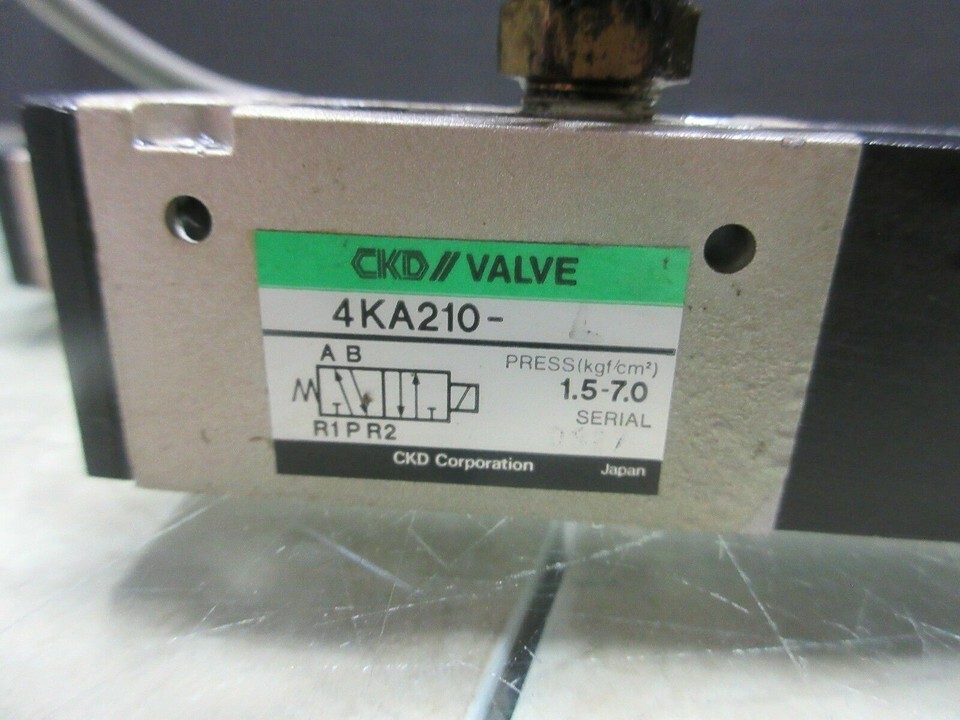 CKD// VALVE
4KA210-
A B
PRESS(kgf/cm²)
1.5-7.0
R1 P R2
SERIAL
CKD Corporation Japan